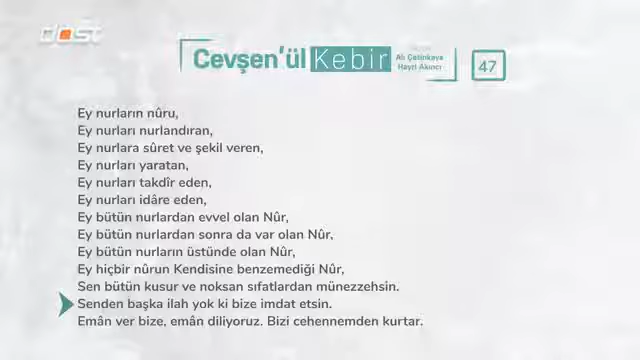 dost
Cevşen'ül Kebir
Ali Çetinkaya
Hayri Akıncı
47
Ey nurların nûru,
Ey nurları nurlandıran,
Ey nurlara sûret ve şekil veren,
Ey nurları yaratan,
Ey nurları takdîr eden,
Ey nurları idâre eden,
Ey bütün nurlardan evvel olan Nûr,
Ey bütün nurlardan sonra da var olan Nûr,
Ey bütün nurların üstünde olan Nûr,
Ey hiçbir nûrun Kendisine benzemediği Nûr,
Sen bütün kusur ve noksan sıfatlardan münezzehsin.
Senden başka ilah yok ki bize imdat etsin.
Emân ver bize, emân diliyoruz. Bizi cehennemden kurtar.